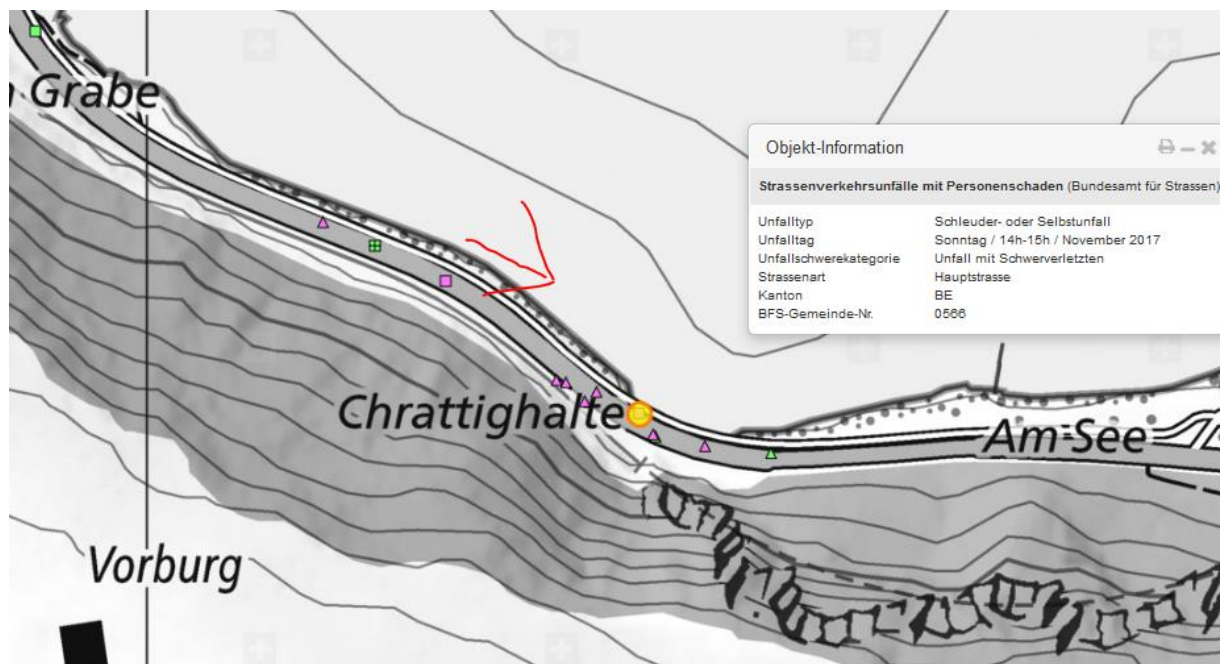 Grabe
Objekt-Information
Strassenverkehrsunfälle mit Personenschaden (Bundesamt für Strassen)
Unfalltyp Schleuder- oder Selbstunfall
Unfalltag Sonntag / 14h-15h / November 2017
Unfallschwerekategorie Unfall mit Schwerverletzten
Strassenart Hauptstrasse
Kanton BE
BFS-Gemeinde-Nr. 0566
Chrattighalte
Am See
Vorburg